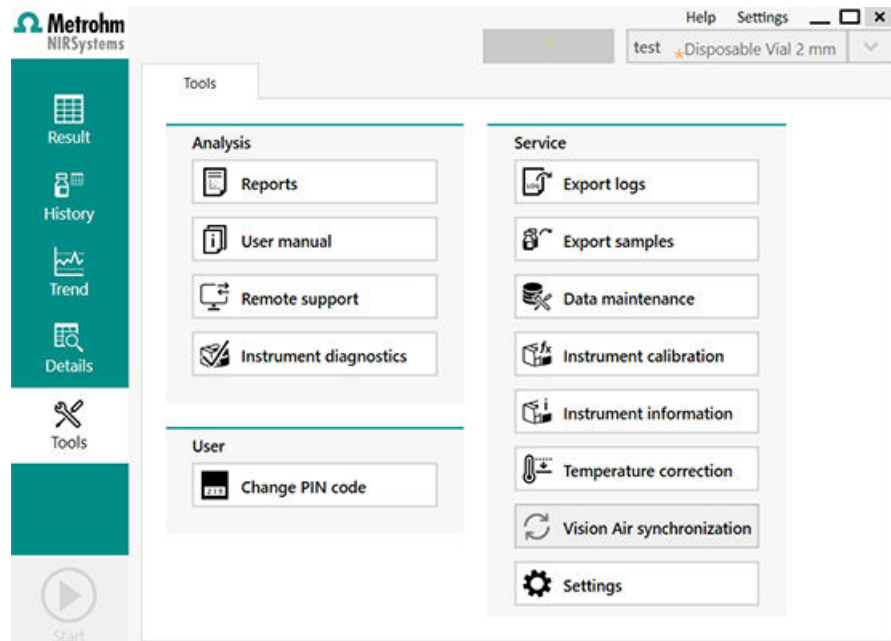 Metrohm
NIRSystems
Help Settings
test *Disposable Vial 2 mm
Tools
Result
History
Trend
Details
Tools
Start
Analysis
Reports
User manual
Remote support
Instrument diagnostics
User
Change PIN code
Service
Export logs
Export samples
Data maintenance
Instrument calibration
Instrument information
Temperature correction
Vision Air synchronization
Settings